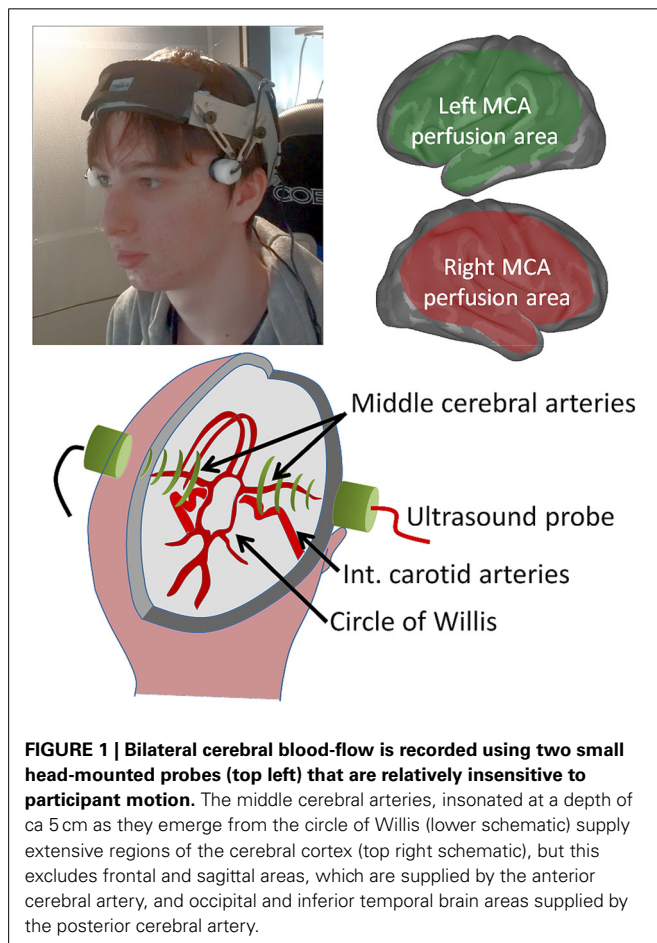 COE
Left MCA
perfusion area
Right MCA
perfusion area
Middle cerebral arteries
Ultrasound probe
Int. carotid arteries
Circle of Willis
FIGURE 1 | Bilateral cerebral blood-flow is recorded using two small
head-mounted probes (top left) that are relatively insensitive to
participant motion. The middle cerebral arteries, insonated at a depth of
ca 5 cm as they emerge from the circle of Willis (lower schematic) supply
extensive regions of the cerebral cortex (top right schematic), but this
excludes frontal and sagittal areas, which are supplied by the anterior
cerebral artery, and occipital and inferior temporal brain areas supplied by
the posterior cerebral artery.